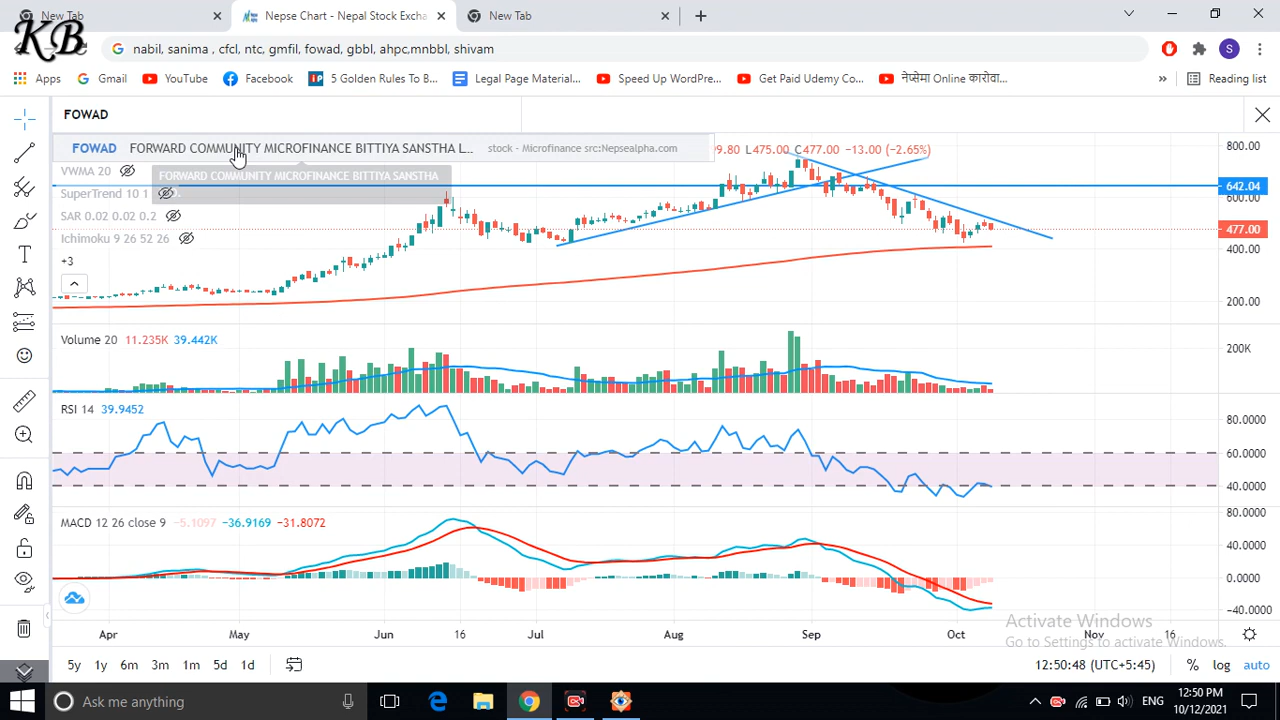 New Tab
Nepse Chart - Nepal Stock Excha
New Tab
KB
nabil, sanima , cfcl, ntc, gmfil, fowad, gbbl, ahpc,mnbbl, shivam
S
Apps
Gmail
YouTube
Facebook
5 Golden Rules To B...
Legal Page Material...
Speed Up WordPre...
Get Paid Udemy Co...
नेप्सेमा Online कारोवा...
»
Reading list
FOWAD
FOWAD FORWARD COMMUNITY MICROFINANCE BITTIYA SANSTHA L... stock - Microfinance src:Nepsealpha.com
9.80 L475.00 C477.00 −13.00 (−2.65%)
FORWARD COMMUNITY MICROFINANCE BITTIYA SANSTHA
VWMA 20
SuperTrend 10 1
SAR 0.02 0.02 0.2
Ichimoku 9 26 52 26
+3
800.00
642.04
600.00
477.00
400.00
200.00
Volume 20 11.235K 39.442K
200K
RSI 14 39.9452
80.0000
60.0000
40.0000
MACD 12 26 close 9 −5.1097 −36.9169 −31.8072
80.0000
40.0000
0.0000
−40.0000
Apr May Jun 16 Jul Aug Sep Oct Nov 16
Activate Windows
Go to Settings to activate Windows.
5y 1y 6m 3m 1m 5d 1d
12:50:48 (UTC+5:45) % log auto
Ask me anything
ENG
12:50 PM
10/12/2021